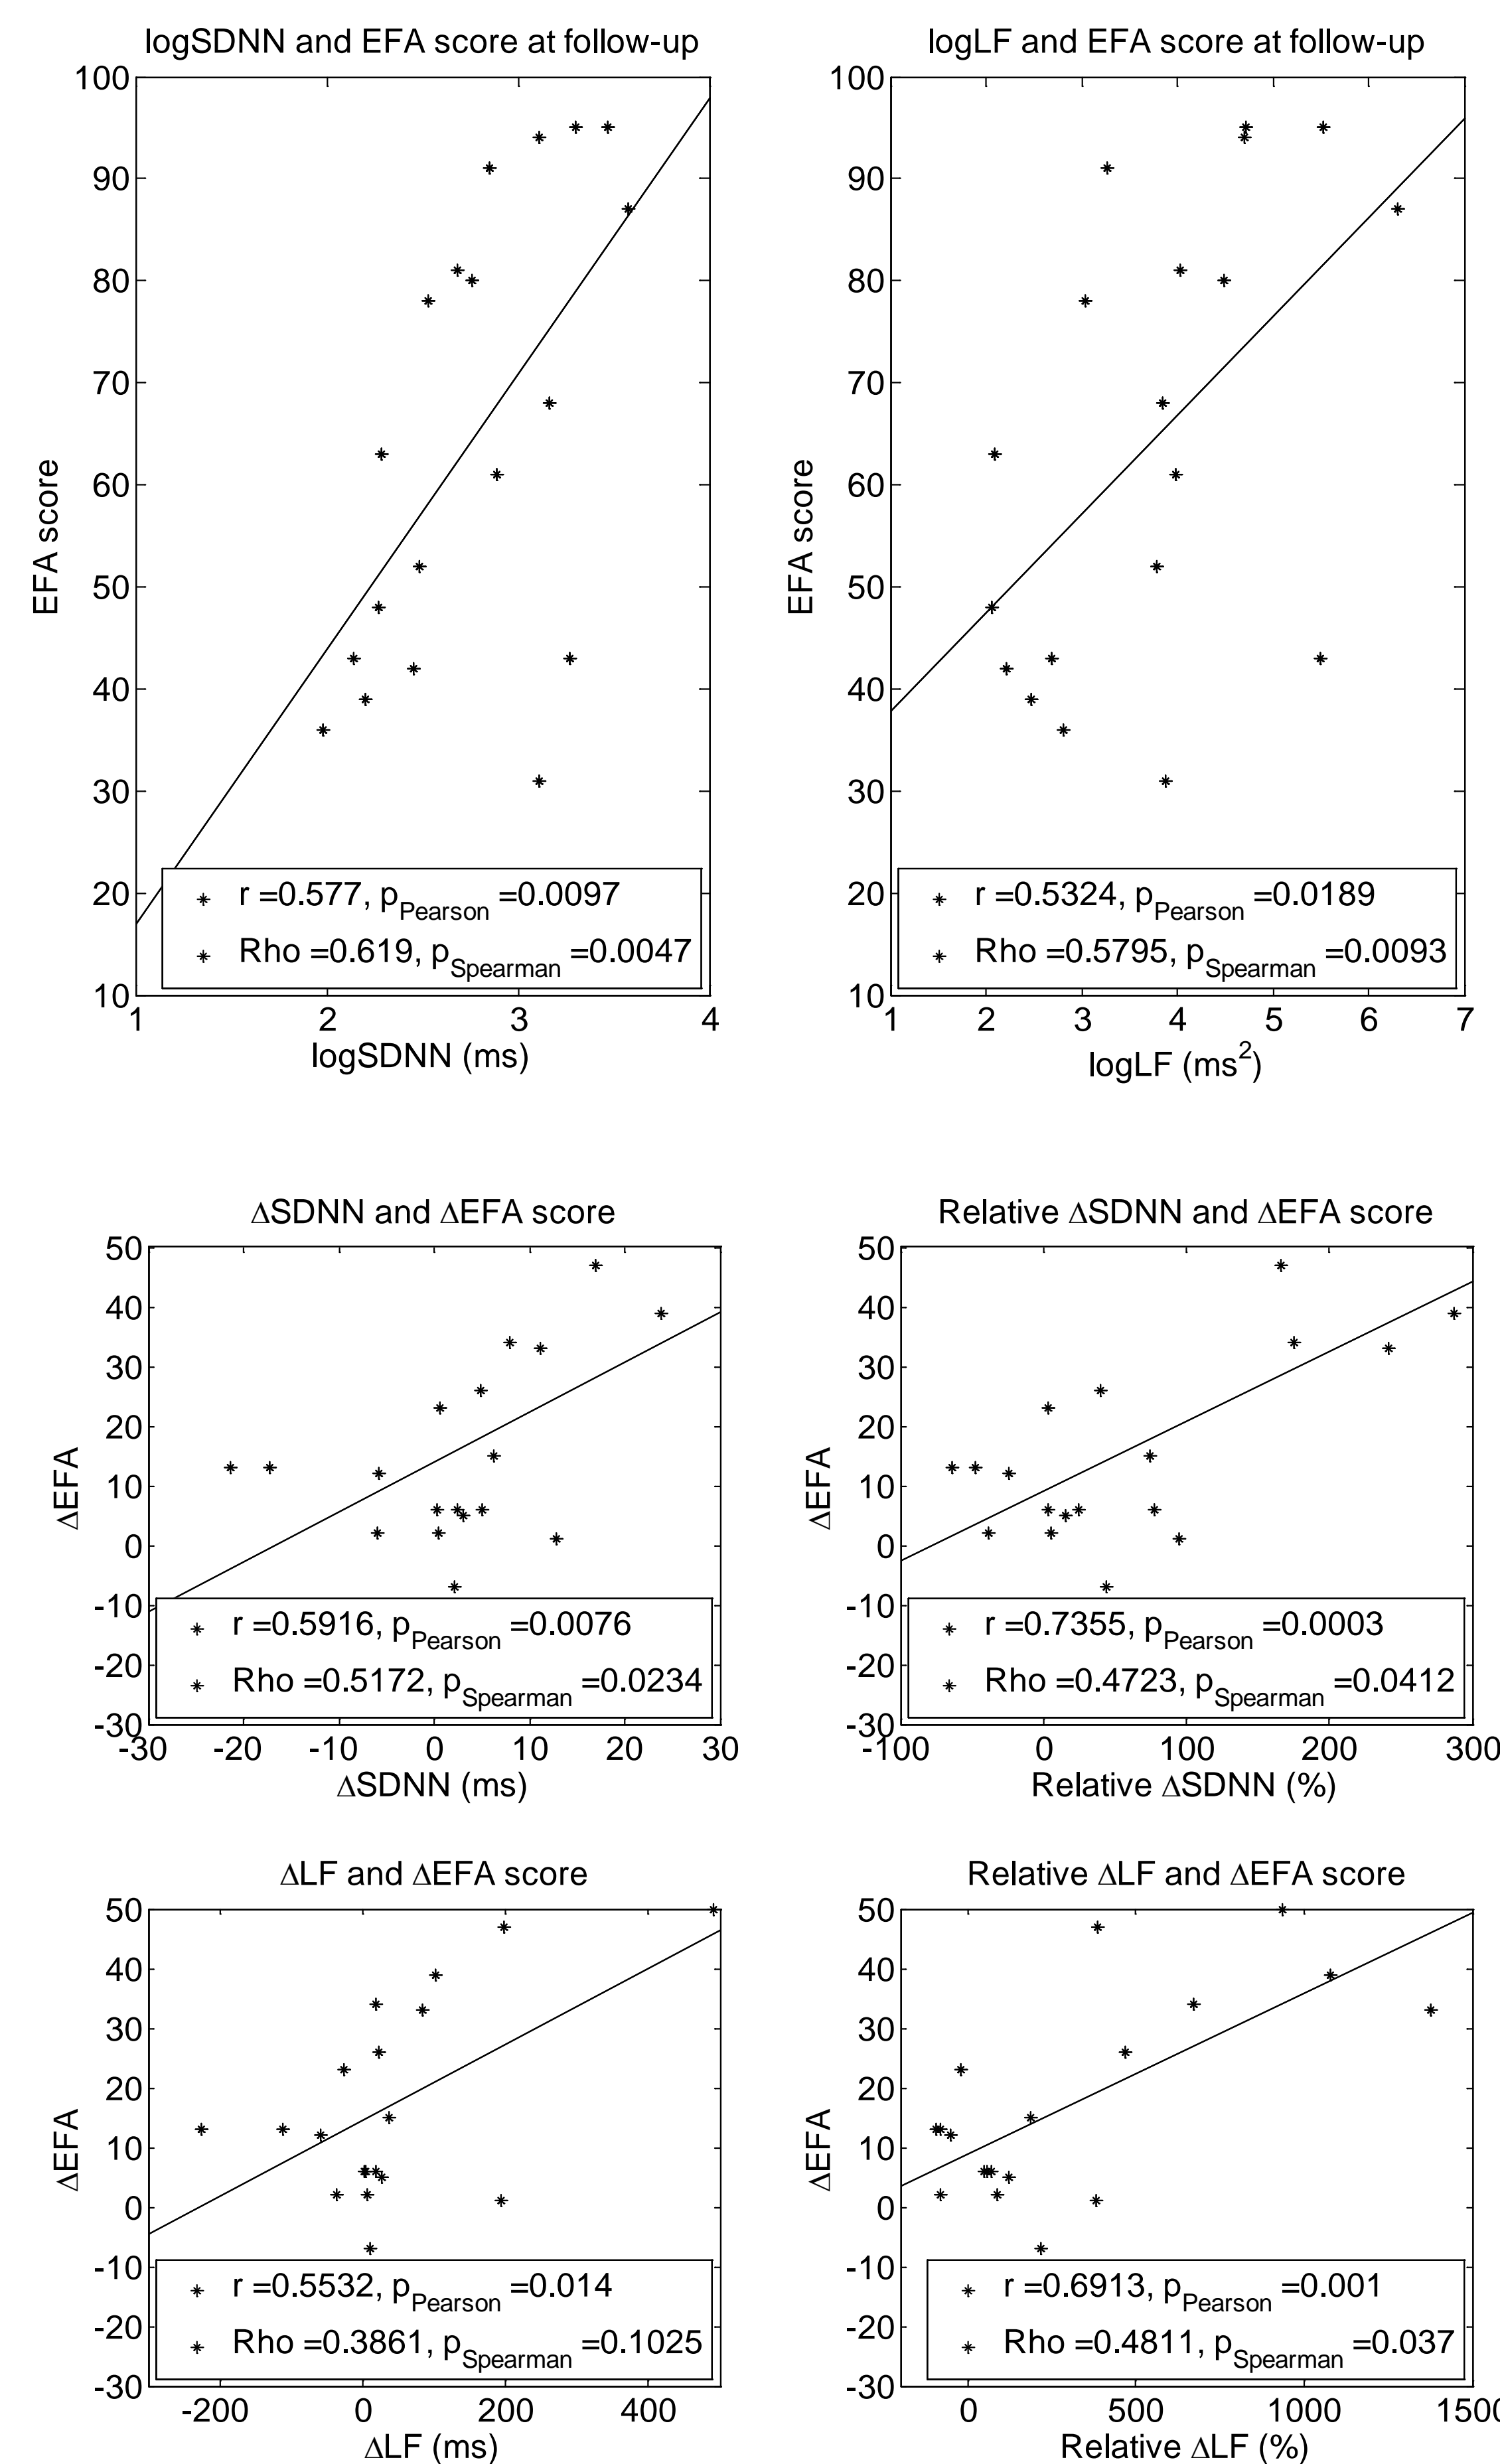 logSDNN and EFA score at follow-up
100
90
80
70
60
50
40
30
20
10
EFA score
r =0.577, pPearson =0.0097
Rho =0.619, pSpearman =0.0047
1 2 3 4
logSDNN (ms)
logLF and EFA score at follow-up
100
90
80
70
60
50
40
30
20
10
EFA score
r =0.5324, pPearson =0.0189
Rho =0.5795, pSpearman =0.0093
1 2 3 4 5 6 7
logLF (ms²)
ΔSDNN and ΔEFA score
50
40
30
20
10
0
-10
-20
-30
ΔEFA
r =0.5916, pPearson =0.0076
Rho =0.5172, pSpearman =0.0234
-30 -20 -10 0 10 20 30
ΔSDNN (ms)
Relative ΔSDNN and ΔEFA score
50
40
30
20
10
0
-10
-20
-30
ΔEFA
r =0.7355, pPearson =0.0003
Rho =0.4723, pSpearman =0.0412
-100 0 100 200 300
Relative ΔSDNN (%)
ΔLF and ΔEFA score
50
40
30
20
10
0
-10
-20
-30
ΔEFA
r =0.5532, pPearson =0.014
Rho =0.3861, pSpearman =0.1025
-200 0 200 400
ΔLF (ms)
Relative ΔLF and ΔEFA score
50
40
30
20
10
0
-10
-20
-30
ΔEFA
r =0.6913, pPearson =0.001
Rho =0.4811, pSpearman =0.037
0 500 1000 1500
Relative ΔLF (%)